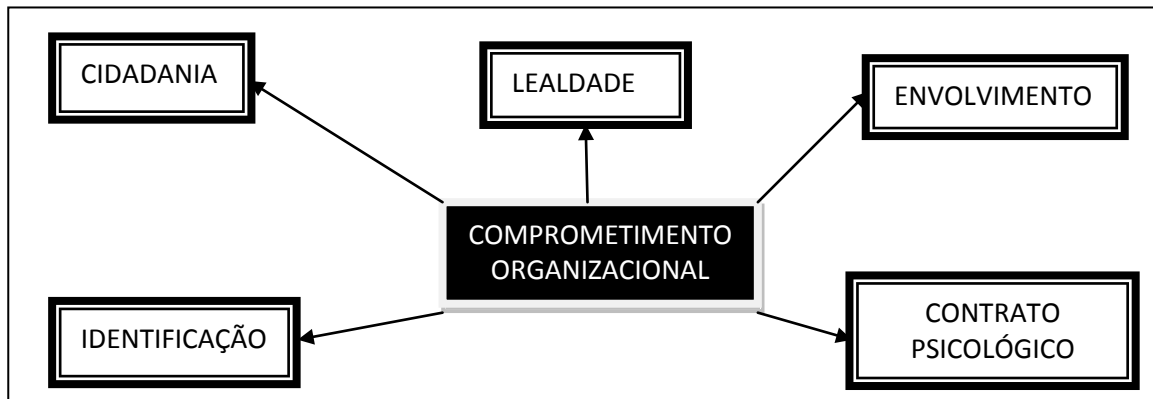 CIDADANIA
LEALDADE
ENVOLVIMENTO
COMPROMETIMENTO
ORGANIZACIONAL
IDENTIFICAÇÃO
CONTRATO
PSICOLÓGICO